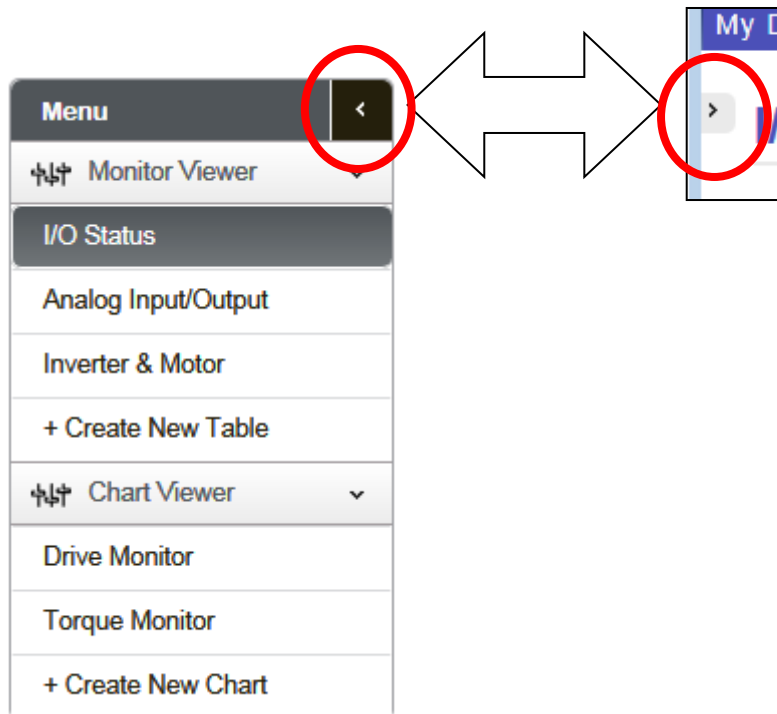 My D
Menu
Monitor Viewer
I/O Status
Analog Input/Output
Inverter & Motor
+ Create New Table
Chart Viewer
Drive Monitor
Torque Monitor
+ Create New Chart